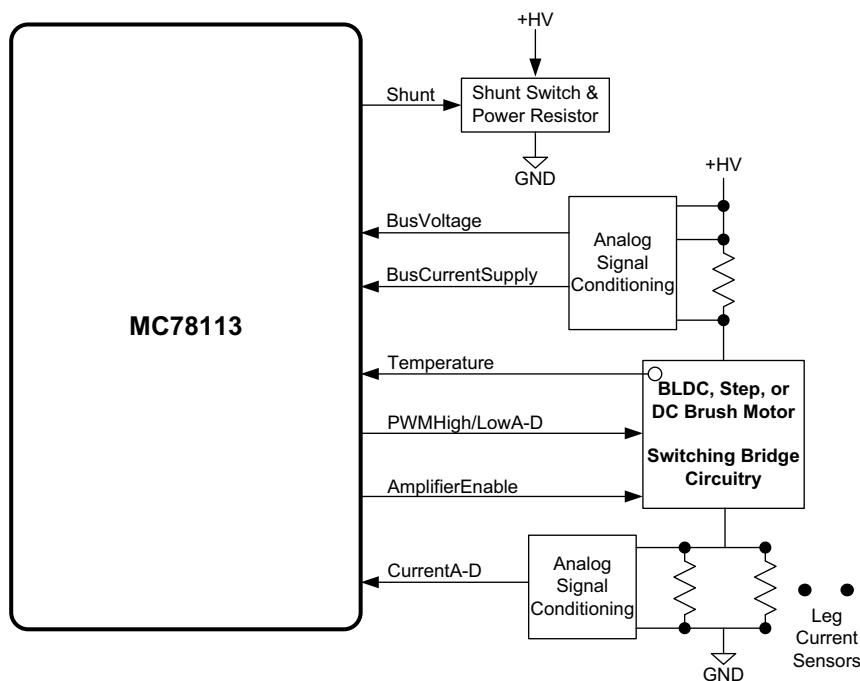 +HV
Shunt
Shunt Switch &
Power Resistor
GND
+HV
BusVoltage
Analog
Signal
Conditioning
BusCurrentSupply
MC78113
Temperature
BLDC, Step, or
DC Brush Motor
PWMHigh/LowA-D
Switching Bridge
Circuitry
AmplifierEnable
CurrentA-D
Analog
Signal
Conditioning
Leg
Current
Sensors
GND